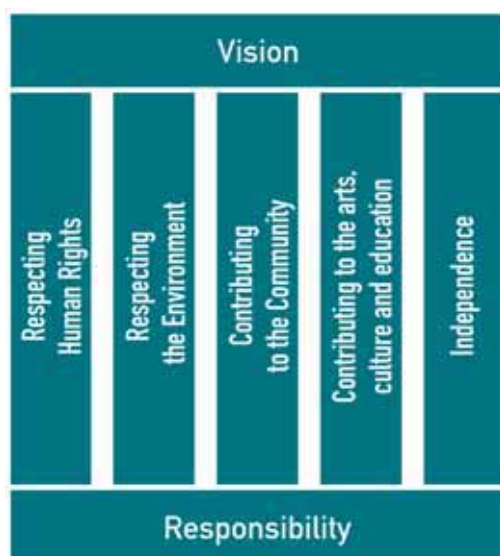 Vision
Respecting
Human Rights
Respecting
the Environment
Contributing
to the Community
Contributing to the arts,
culture and education
Independence
Responsibility